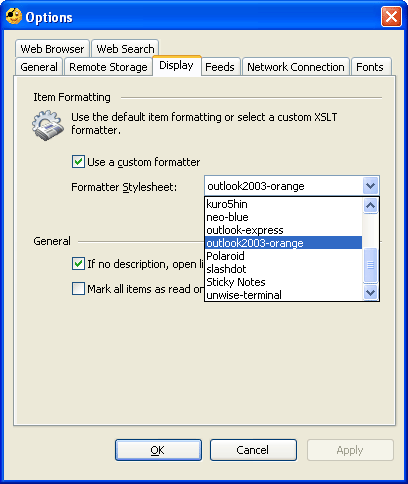 Options
Web Browser Web Search
General Remote Storage Display Feeds Network Connection Fonts
Item Formatting
Use the default item formatting or select a custom XSLT
formatter.
Use a custom formatter
Formatter Stylesheet: outlook2003-orange
kuro5hin
neo-blue
outlook-express
outlook2003-orange
Polaroid
slashdot
Sticky Notes
unwise-terminal
General
If no description, open li
Mark all items as read on
OK Cancel Apply